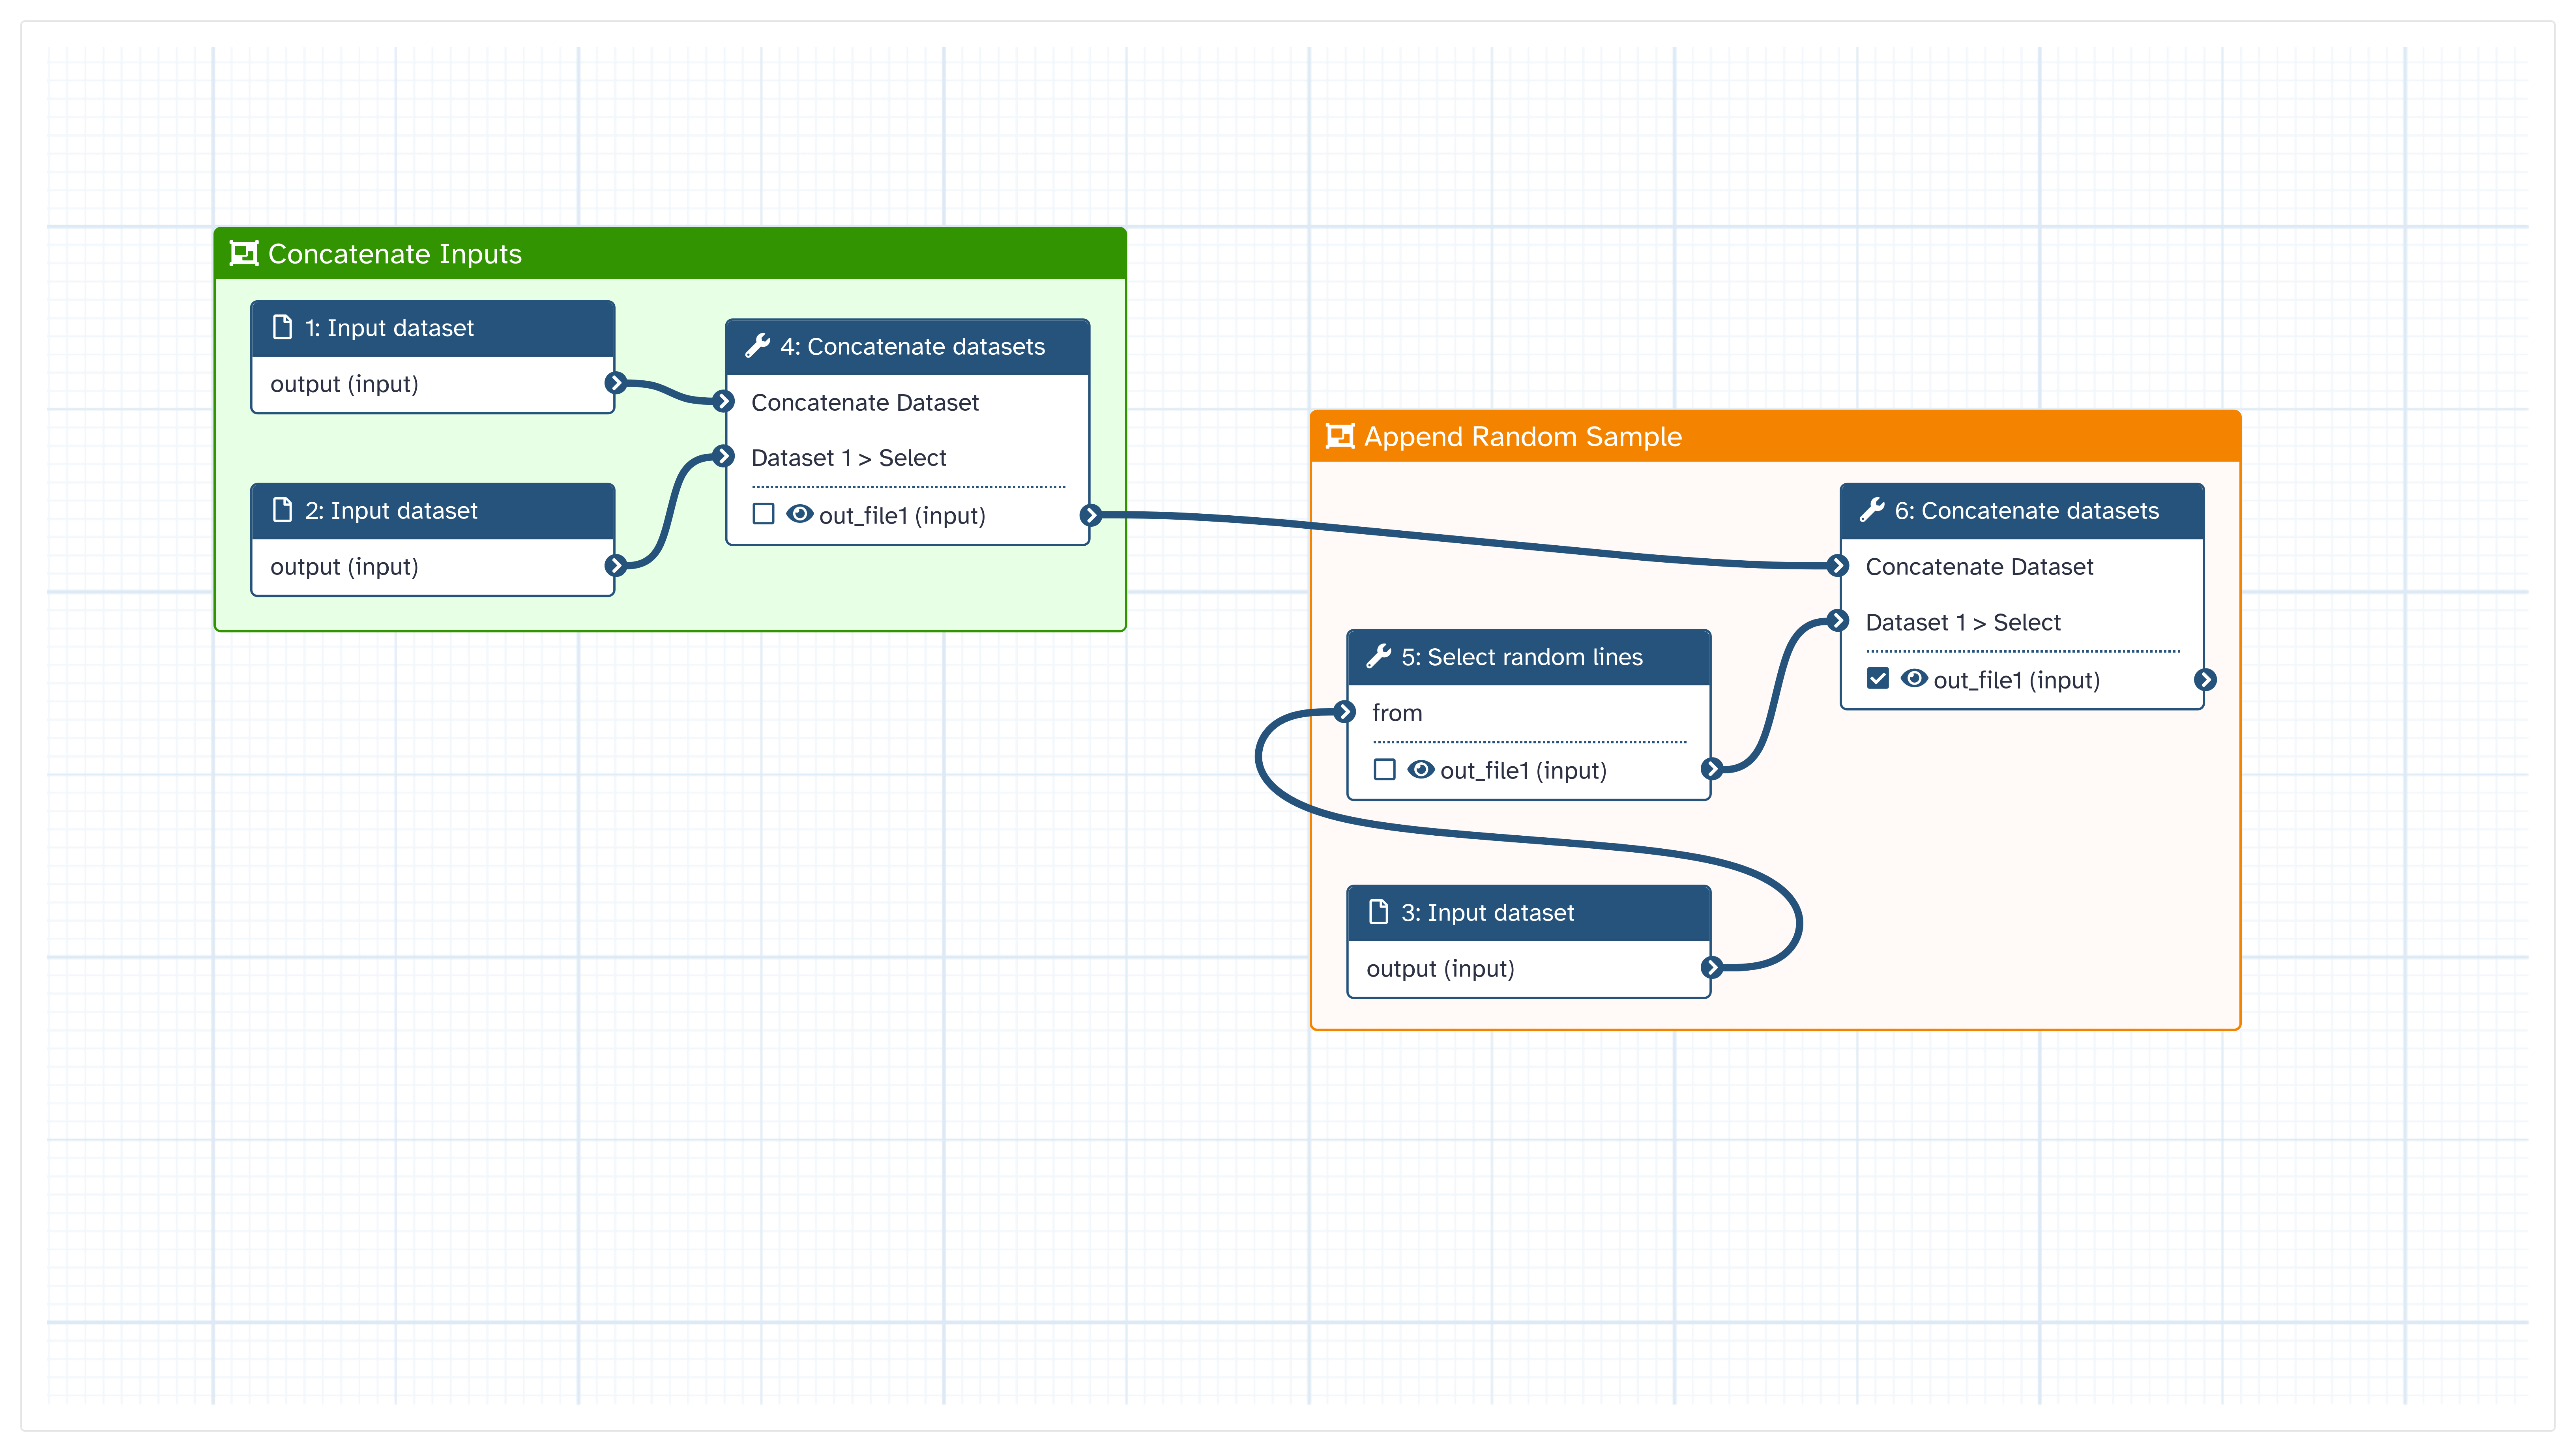 Concatenate Inputs
1: Input dataset
output (input)
2: Input dataset
output (input)
4: Concatenate datasets
Concatenate Dataset
Dataset 1 > Select
out_file1 (input)
Append Random Sample
6: Concatenate datasets
Concatenate Dataset
Dataset 1 > Select
out_file1 (input)
5: Select random lines
from
out_file1 (input)
3: Input dataset
output (input)